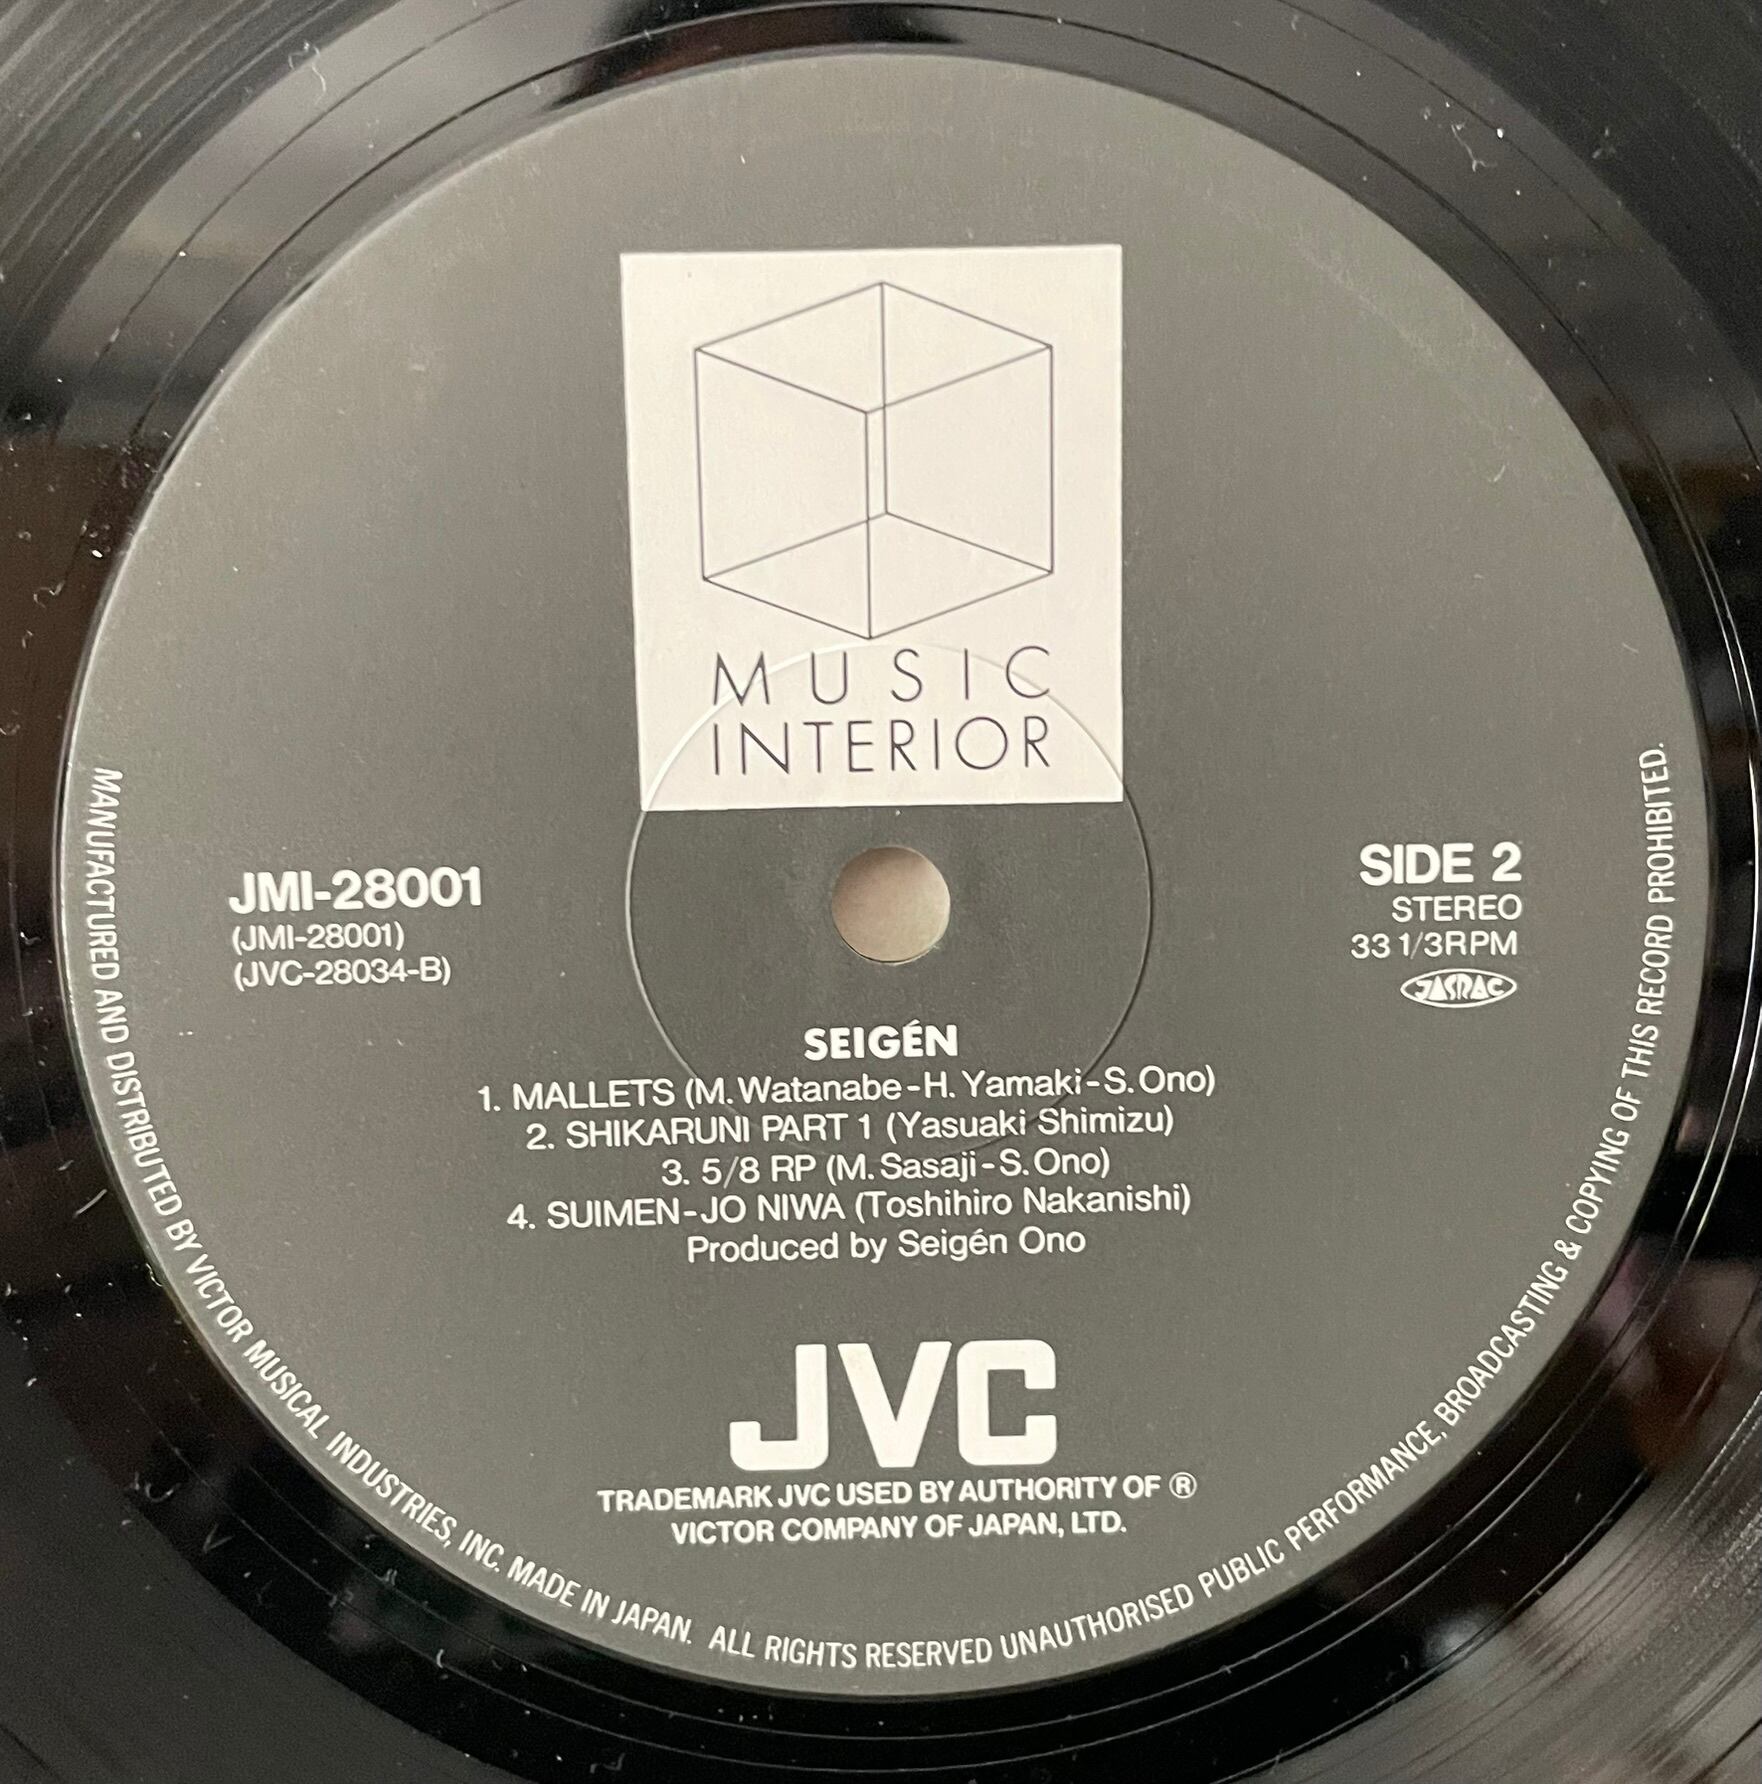 MUSIC
INTERIOR
JMI-28001
(JMI-28001)
(JVC-28034-B)
SIDE 2
STEREO
33 1/3RPM
JASRAC
SEIGÉN
1. MALLETS (M. Watanabe-H. Yamaki-S. Ono)
2. SHIKARUNI PART 1 (Yasuaki Shimizu)
3. 5/8 RP (M. Sasaji-S. Ono)
4. SUIMEN-JO NIWA (Toshihiro Nakanishi)
Produced by Seigén Ono
JVC
TRADEMARK JVC USED BY AUTHORITY OF ®
VICTOR COMPANY OF JAPAN, LTD.
MANUFACTURED AND DISTRIBUTED BY VICTOR MUSICAL INDUSTRIES, INC. MADE IN JAPAN. ALL RIGHTS RESERVED UNAUTHORISED PUBLIC PERFORMANCE, BROADCASTING & COPYING OF THIS RECORD PROHIBITED.